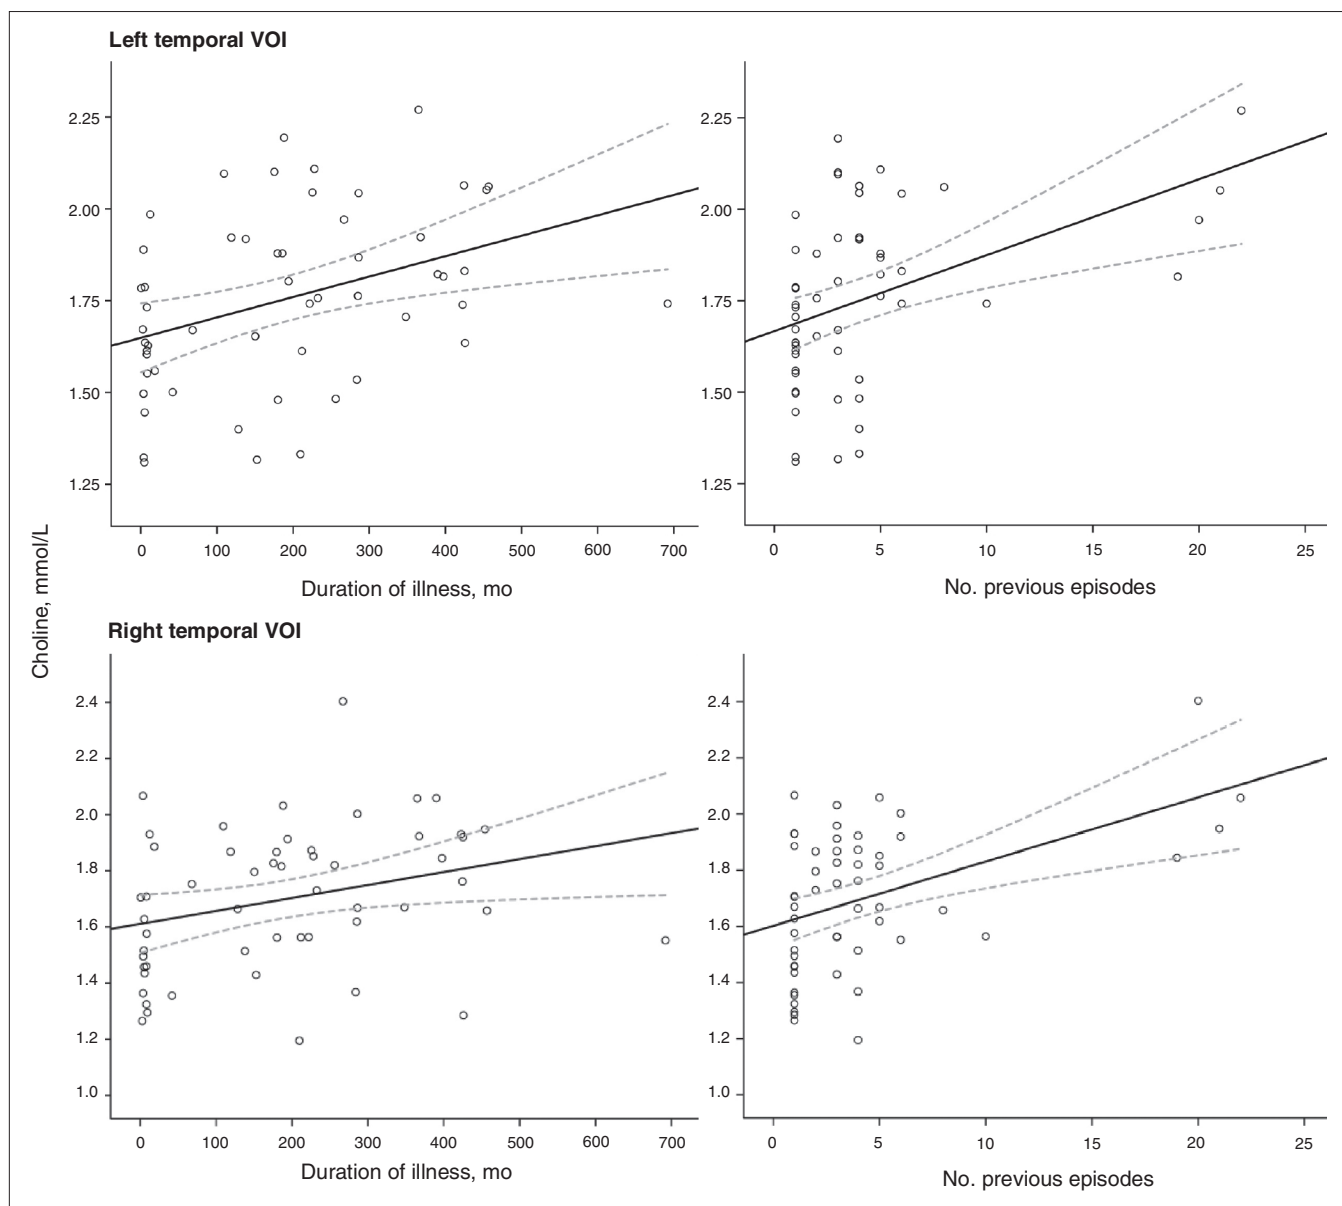 Left temporal VOI
2.25
2.00
1.75
1.50
1.25
0 100 200 300 400 500 600 700
Duration of illness, mo
2.25
2.00
1.75
1.50
1.25
0 5 10 15 20 25
No. previous episodes
Choline, mmol/L
Right temporal VOI
2.4
2.2
2.0
1.8
1.6
1.4
1.2
1.0
0 100 200 300 400 500 600 700
Duration of illness, mo
2.4
2.2
2.0
1.8
1.6
1.4
1.2
1.0
0 5 10 15 20 25
No. previous episodes